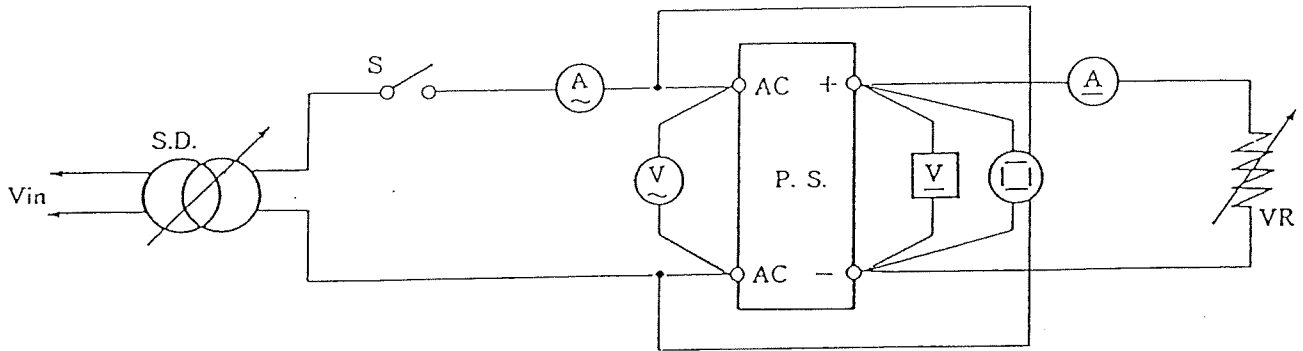 S
A
~
AC
+
A
S.D.
Vin
V
~
P. S.
V
VR
AC
-